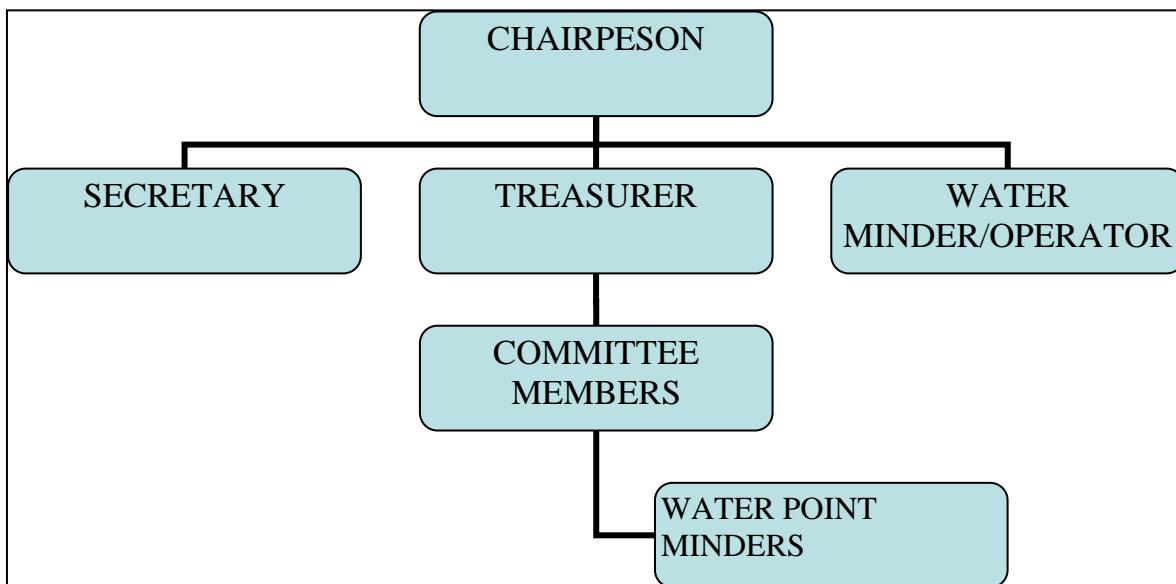 CHAIRPESON
SECRETARY
TREASURER
WATER
MINDER/OPERATOR
COMMITTEE
MEMBERS
WATER POINT
MINDERS